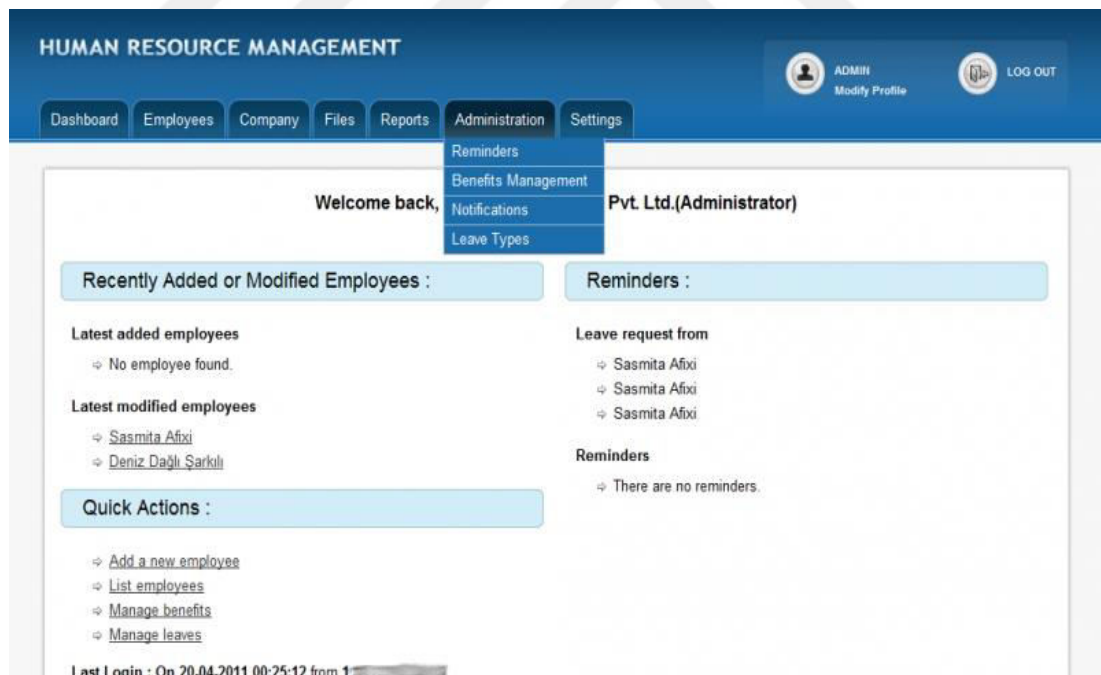 HUMAN RESOURCE MANAGEMENT
ADMIN
Modify Profile
LOG OUT
Dashboard Employees Company Files Reports Administration Settings
Reminders
Benefits Management
Notifications
Leave Types
Welcome back, Pvt. Ltd.(Administrator)
Recently Added or Modified Employees :
Latest added employees
No employee found.
Latest modified employees
Sasmita Afixi
Deniz Dağlı Şarkılı
Quick Actions :
Add a new employee
List employees
Manage benefits
Manage leaves
Last Login : On 20-04-2011 00:25:12 from 1
Reminders :
Leave request from
Sasmita Afixi
Sasmita Afixi
Sasmita Afixi
Reminders
There are no reminders.